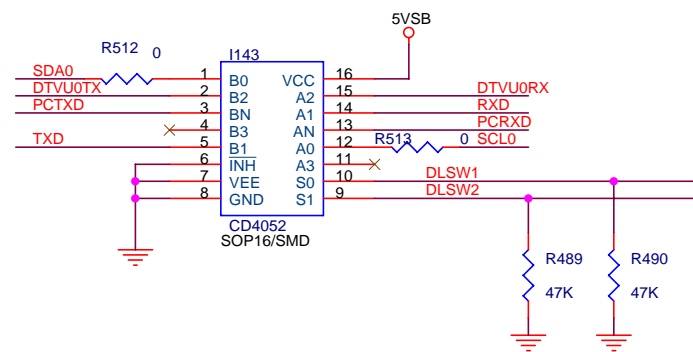 5VSB
R512 0 I143
SDA0 1 B0 VCC 16
DTVU0TX 2 B2 A2 15 DTVU0RX
PCTXD 3 BN A1 14 RXD
4 B3 AN 13 PCRXD
TXD 5 B1 A0 12 R513 0 SCL0
6 INH A3 11
7 VEE S0 10 DLSW1
8 GND S1 9 DLSW2
CD4052
SOP16/SMD
R489 R490
47K 47K